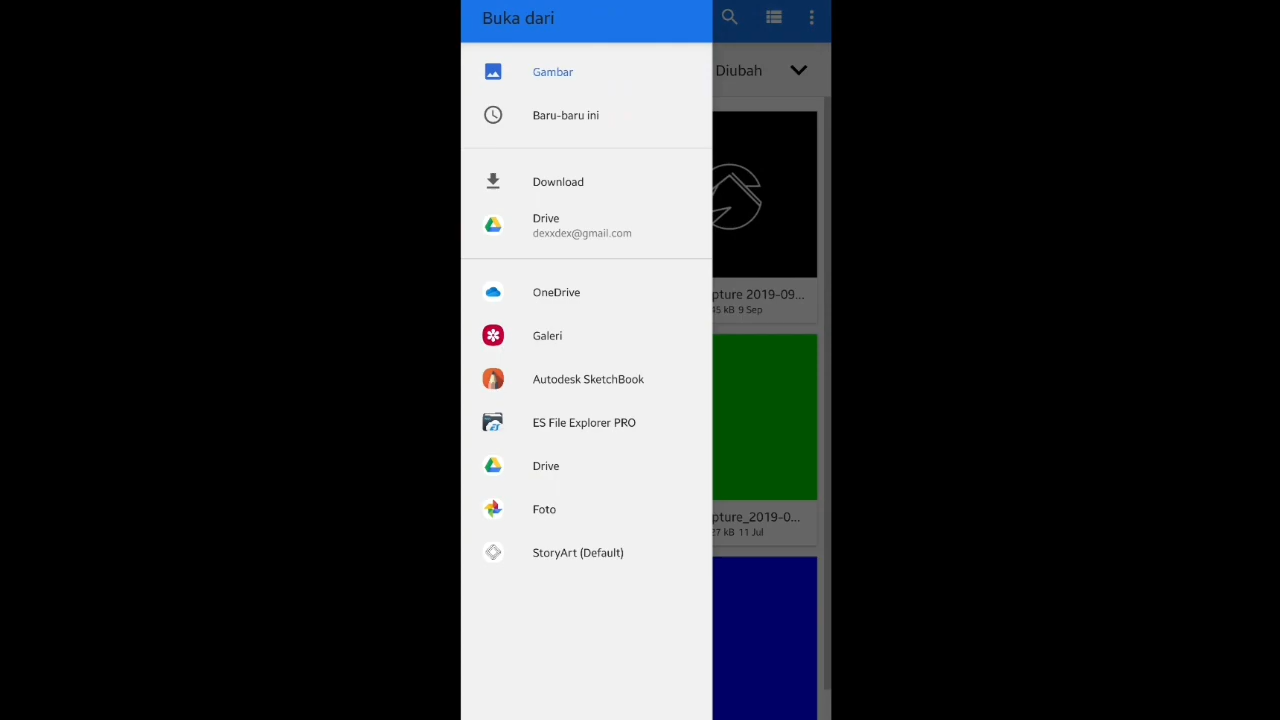 Buka dari
Gambar
Baru-baru ini
Download
Drive
dexxdex@gmail.com
OneDrive
Galeri
Autodesk SketchBook
ES File Explorer PRO
Drive
Foto
StoryArt (Default)
Diubah
pture 2019-09...
45 kB 9 Sep
pture_2019-0...
27 kB 11 Jul